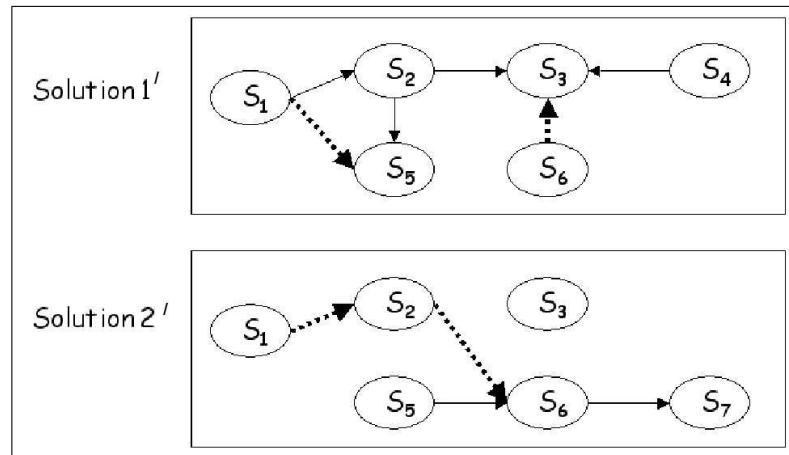 Solution 1′
S1 S2 S3 S4
S5 S6
Solution 2′
S1 S2 S3
S5 S6 S7